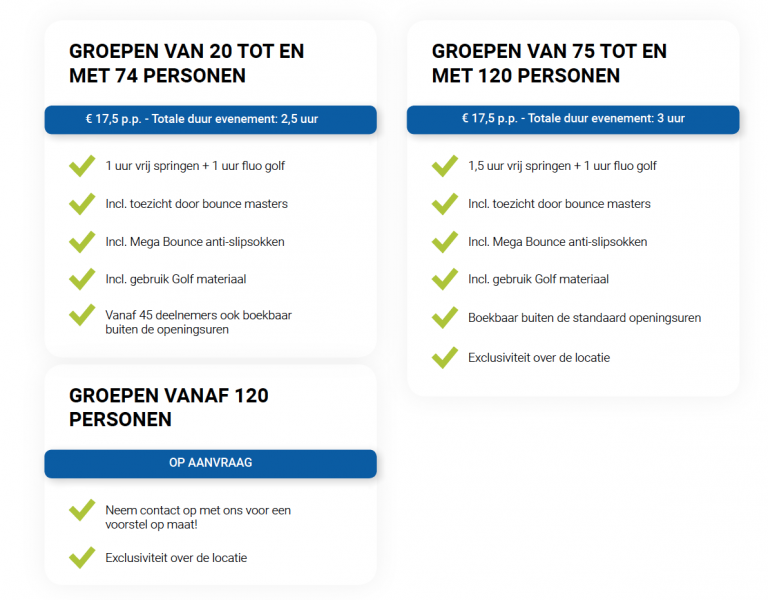 GROEPEN VAN 20 TOT EN
MET 74 PERSONEN
€ 17,5 p.p. - Totale duur evenement: 2,5 uur
1 uur vrij springen + 1 uur fluo golf
Incl. toezicht door bounce masters
Incl. Mega Bounce anti-slipsokken
Incl. gebruik Golf materiaal
Vanaf 45 deelnemers ook boekbaar
buiten de openingsuren
GROEPEN VAN 75 TOT EN
MET 120 PERSONEN
€ 17,5 p.p. - Totale duur evenement: 3 uur
1,5 uur vrij springen + 1 uur fluo golf
Incl. toezicht door bounce masters
Incl. Mega Bounce anti-slipsokken
Incl. gebruik Golf materiaal
Boekbaar buiten de standaard openingsuren
Exclusiviteit over de locatie
GROEPEN VANAF 120
PERSONEN
OP AANVRAAG
Neem contact op met ons voor een
voorstel op maat!
Exclusiviteit over de locatie